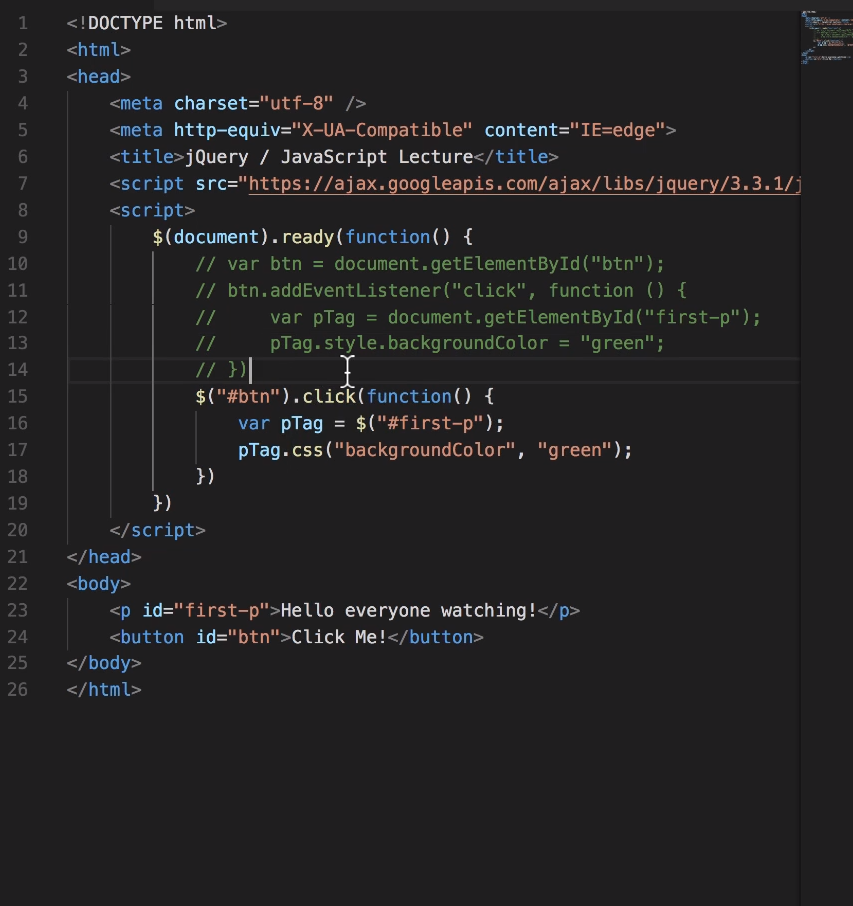 1 <!DOCTYPE html>
2 <html>
3 <head>
4     <meta charset="utf-8" />
5     <meta http-equiv="X-UA-Compatible" content="IE=edge">
6     <title>jQuery / JavaScript Lecture</title>
7     <script src="https://ajax.googleapis.com/ajax/libs/jquery/3.3.1/j
8     <script>
9         $(document).ready(function() {
10             // var btn = document.getElementById("btn");
11             // btn.addEventListener("click", function () {
12             //     var pTag = document.getElementById("first-p");
13             //     pTag.style.backgroundColor = "green";
14             // })
15             $("#btn").click(function() {
16                 var pTag = $("#first-p");
17                 pTag.css("backgroundColor", "green");
18             })
19         })
20     </script>
21 </head>
22 <body>
23     <p id="first-p">Hello everyone watching!</p>
24     <button id="btn">Click Me!</button>
25 </body>
26 </html>